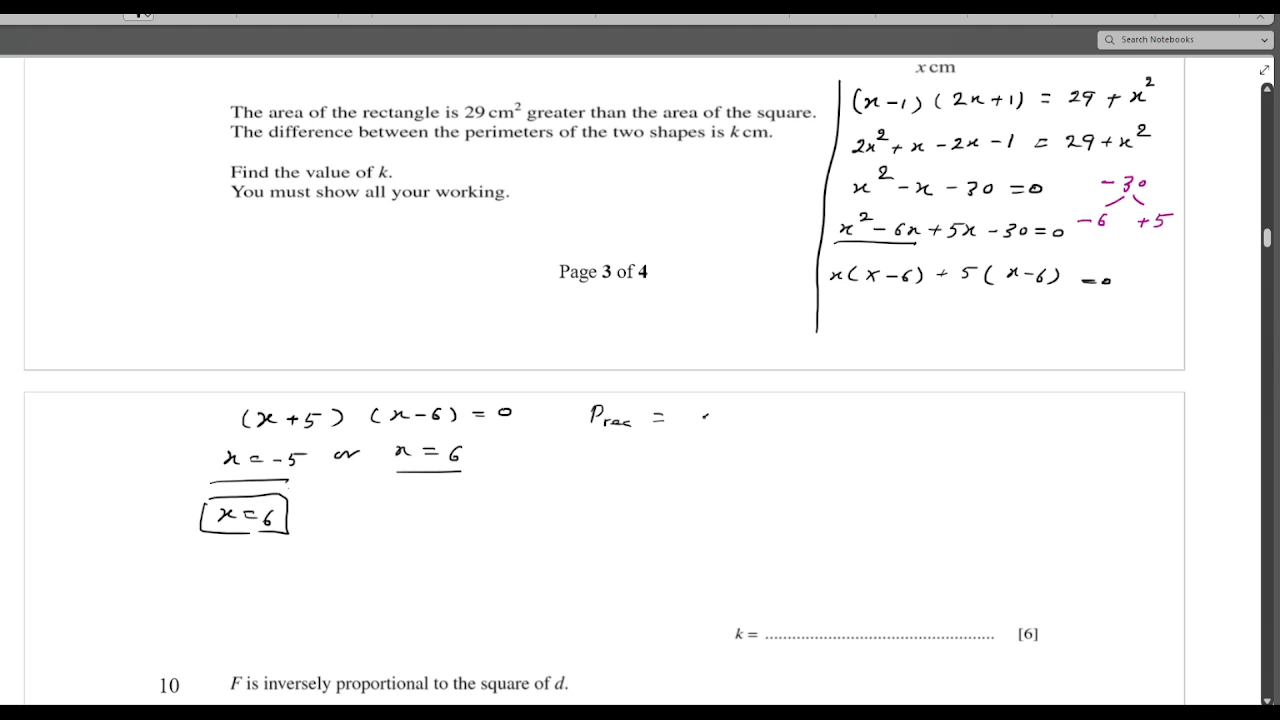 Search Notebooks
x cm
The area of the rectangle is 29 cm² greater than the area of the square.
The difference between the perimeters of the two shapes is k cm.
Find the value of k.
You must show all your working.
Page 3 of 4
(x-1)(2x+1) = 29 + x²
2x² + x - 2x - 1 = 29 + x²
x² - x - 30 = 0
-30
-6 +5
x² - 6x + 5x - 30 = 0
x(x-6) + 5(x-6) = 0
(x+5) (x-6) = 0
x = -5 or x = 6
x = 6
Prec =
k = .................................................... [6]
10 F is inversely proportional to the square of d.